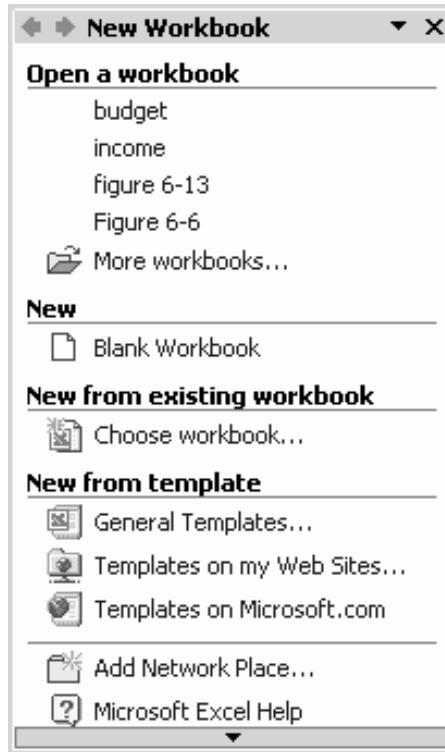 New Workbook
Open a workbook
budget
income
figure 6-13
Figure 6-6
More workbooks...
New
Blank Workbook
New from existing workbook
Choose workbook...
New from template
General Templates...
Templates on my Web Sites...
Templates on Microsoft.com
Add Network Place...
Microsoft Excel Help